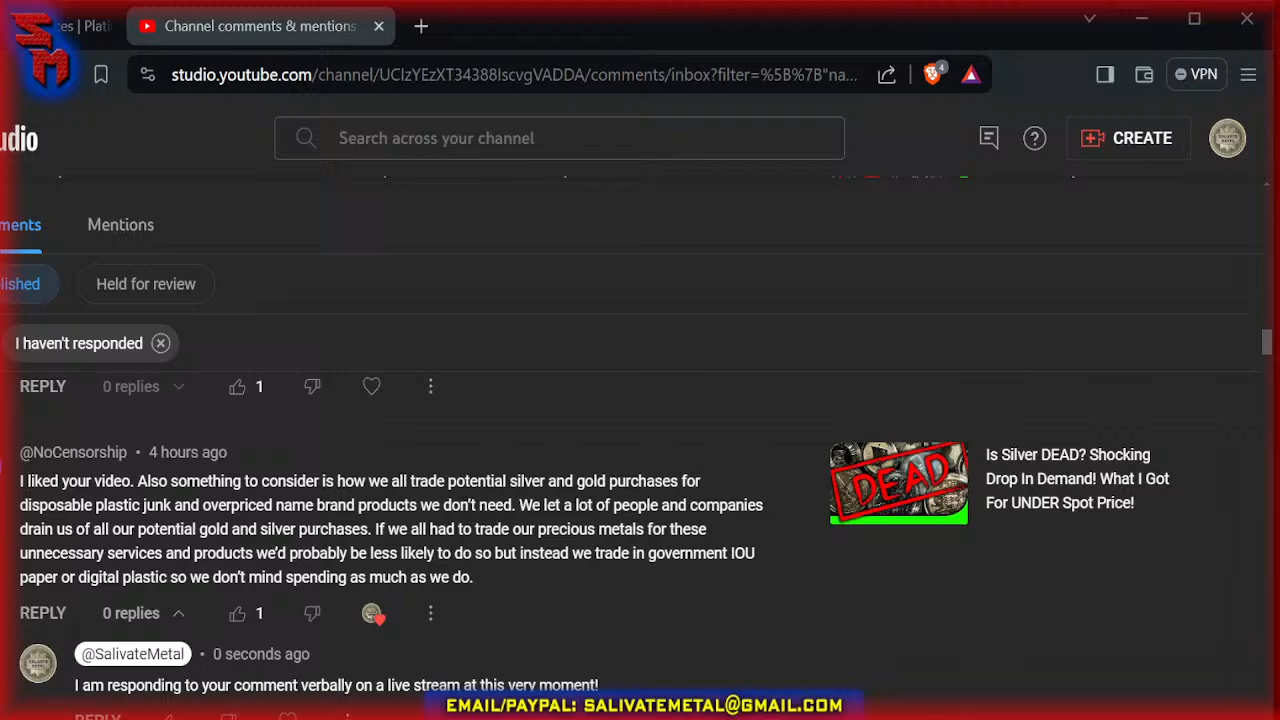 SM
ces | Plati
Channel comments & mentions
studio.youtube.com/channel/UCIzYEzXT34388IscvgVADDA/comments/inbox?filter=%5B%7B"na...
4
VPN
udio
Search across your channel
CREATE
ments
Mentions
lished
Held for review
I haven't responded
REPLY 0 replies 1
@NoCensorship • 4 hours ago
I liked your video. Also something to consider is how we all trade potential silver and gold purchases for
disposable plastic junk and overpriced name brand products we don't need. We let a lot of people and companies
drain us of all our potential gold and silver purchases. If we all had to trade our precious metals for these
unnecessary services and products we'd probably be less likely to do so but instead we trade in government IOU
paper or digital plastic so we don't mind spending as much as we do.
DEAD
Is Silver DEAD? Shocking
Drop In Demand! What I Got
For UNDER Spot Price!
REPLY 0 replies 1
@SalivateMetal • 0 seconds ago
I am responding to your comment verbally on a live stream at this very moment!
REPLY
EMAIL/PAYPAL: SALIVATEMETAL@GMAIL.COM